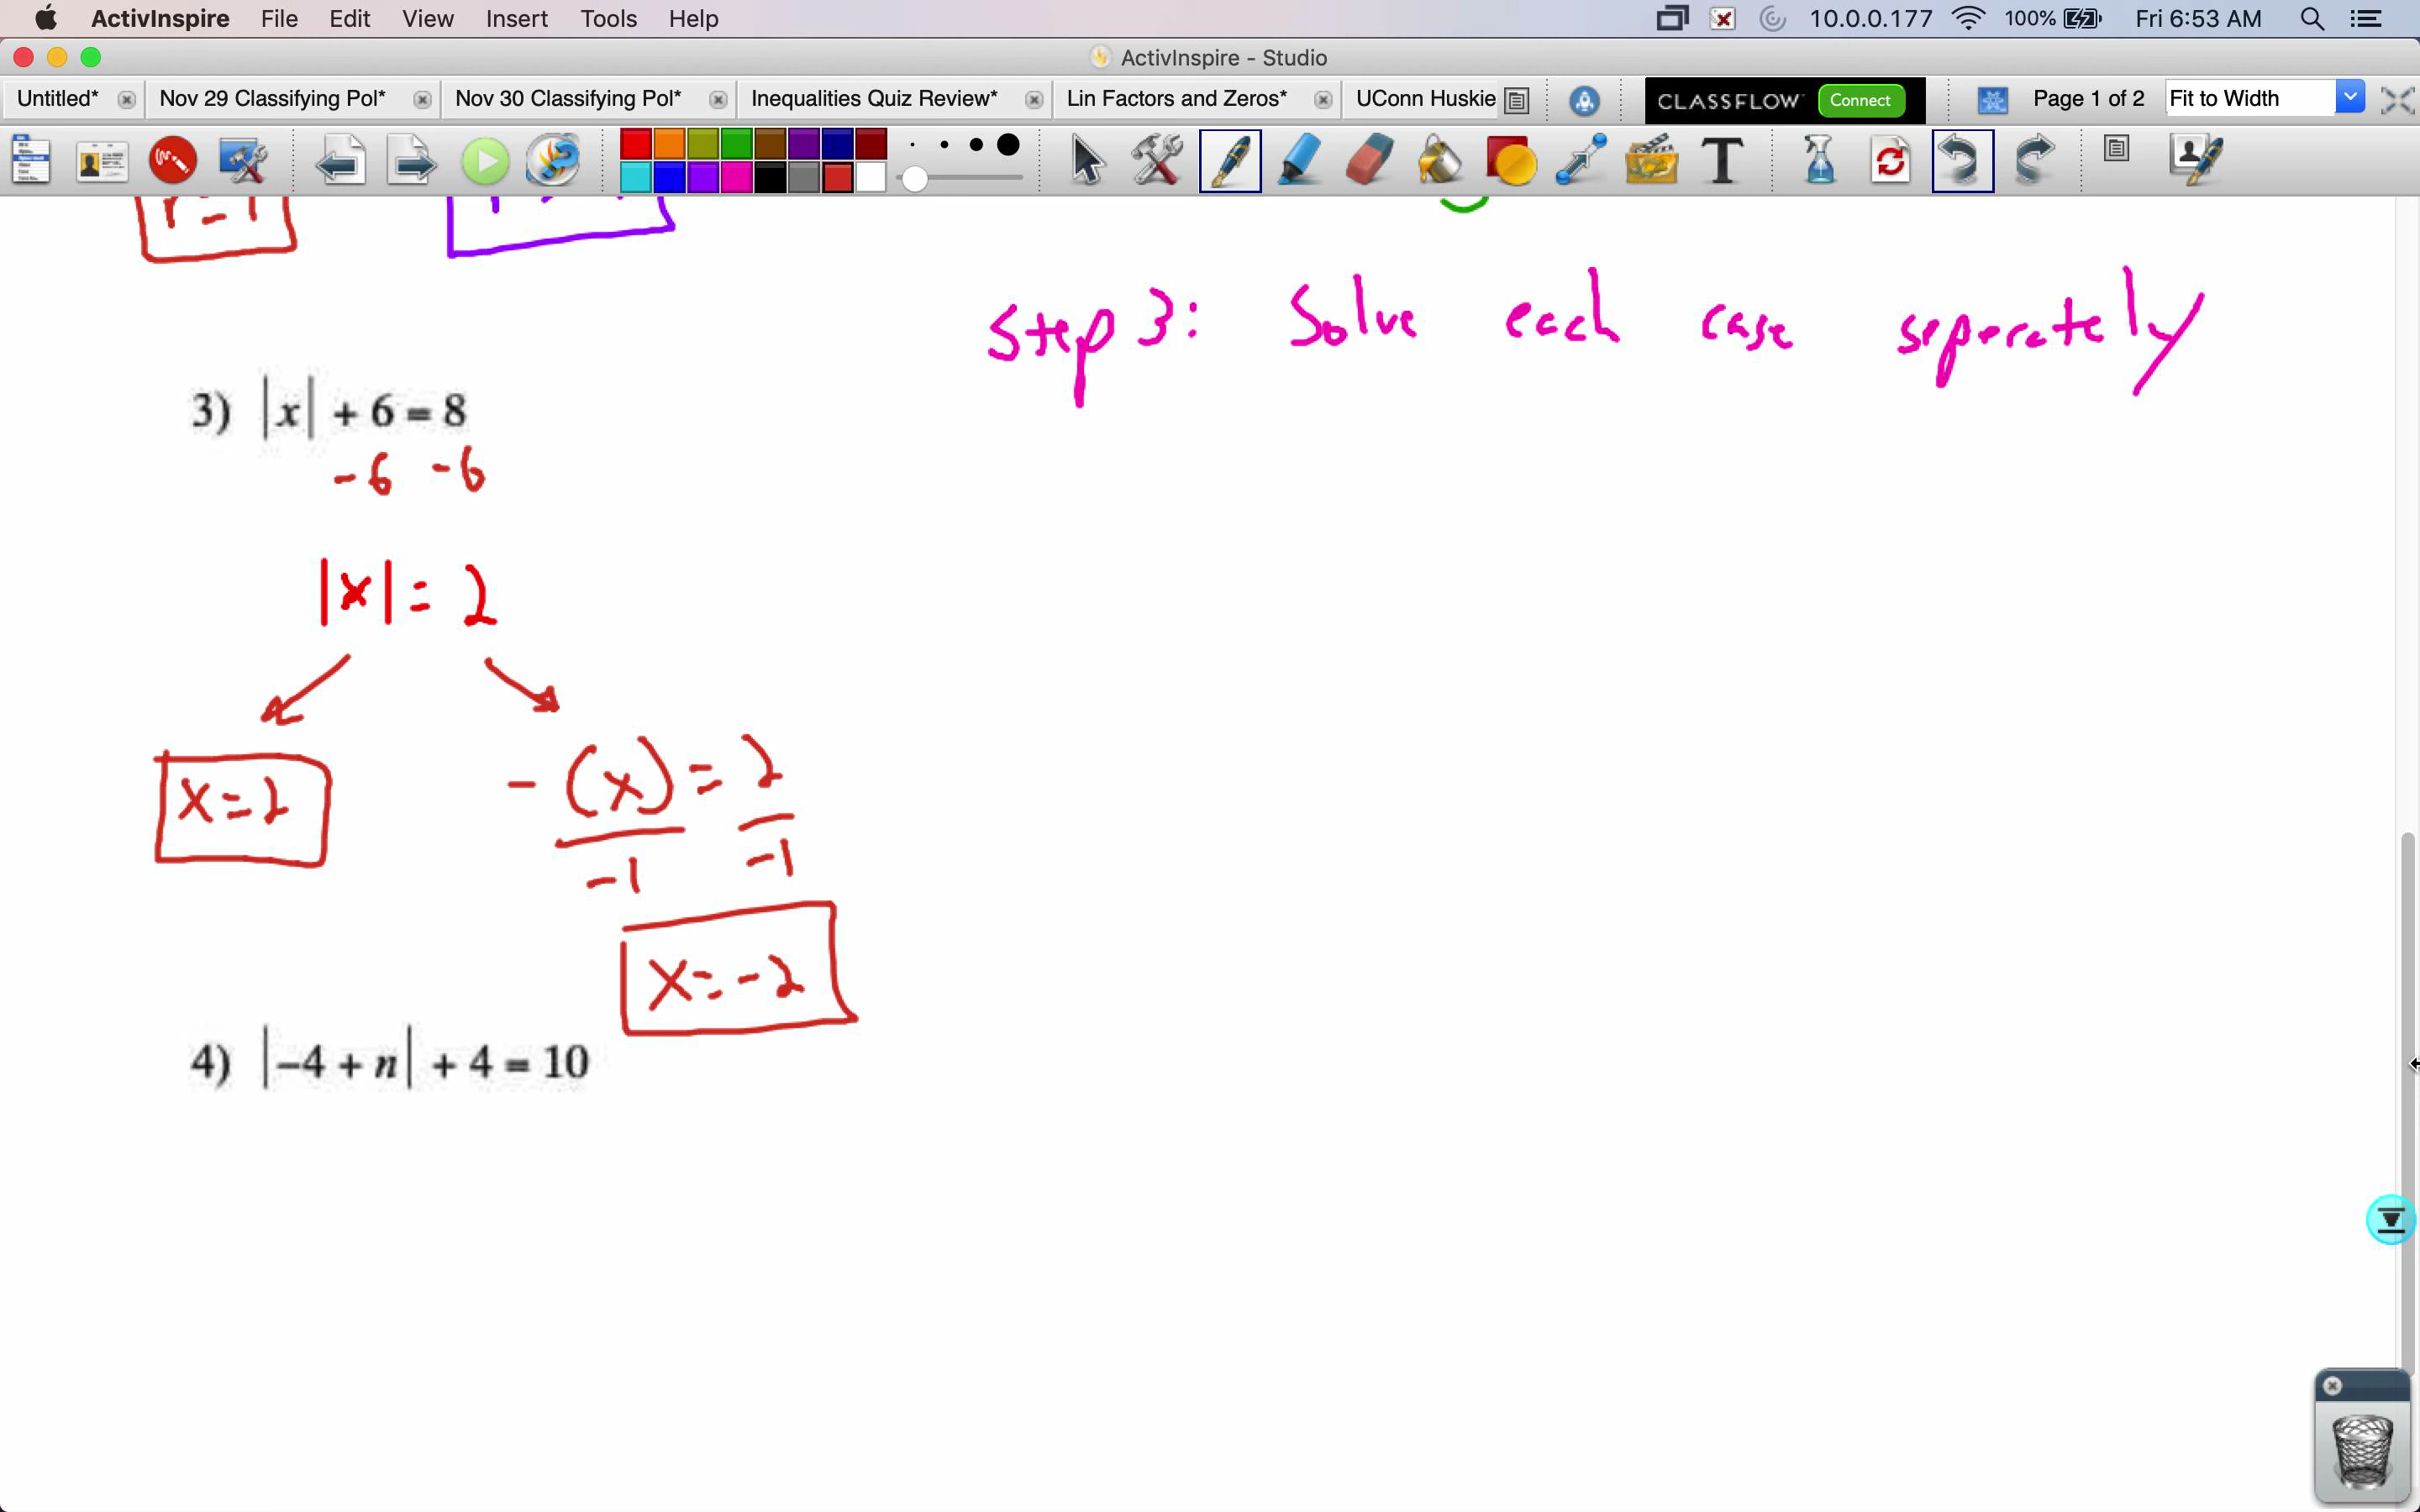 ActivInspire File Edit View Insert Tools Help 10.0.0.177 100% Fri 6:53 AM
ActivInspire - Studio
Untitled* Nov 29 Classifying Pol* Nov 30 Classifying Pol* Inequalities Quiz Review* Lin Factors and Zeros* UConn Huskie CLASSFLOW Connect Page 1 of 2 Fit to Width
T
r = 1
Step 3: Solve each case seperately
3) |x| + 6 = 8
-6 -6
|x| = 2
x = 2
-(x) = 2
-1 -1
x = -2
4) |-4 + n| + 4 = 10